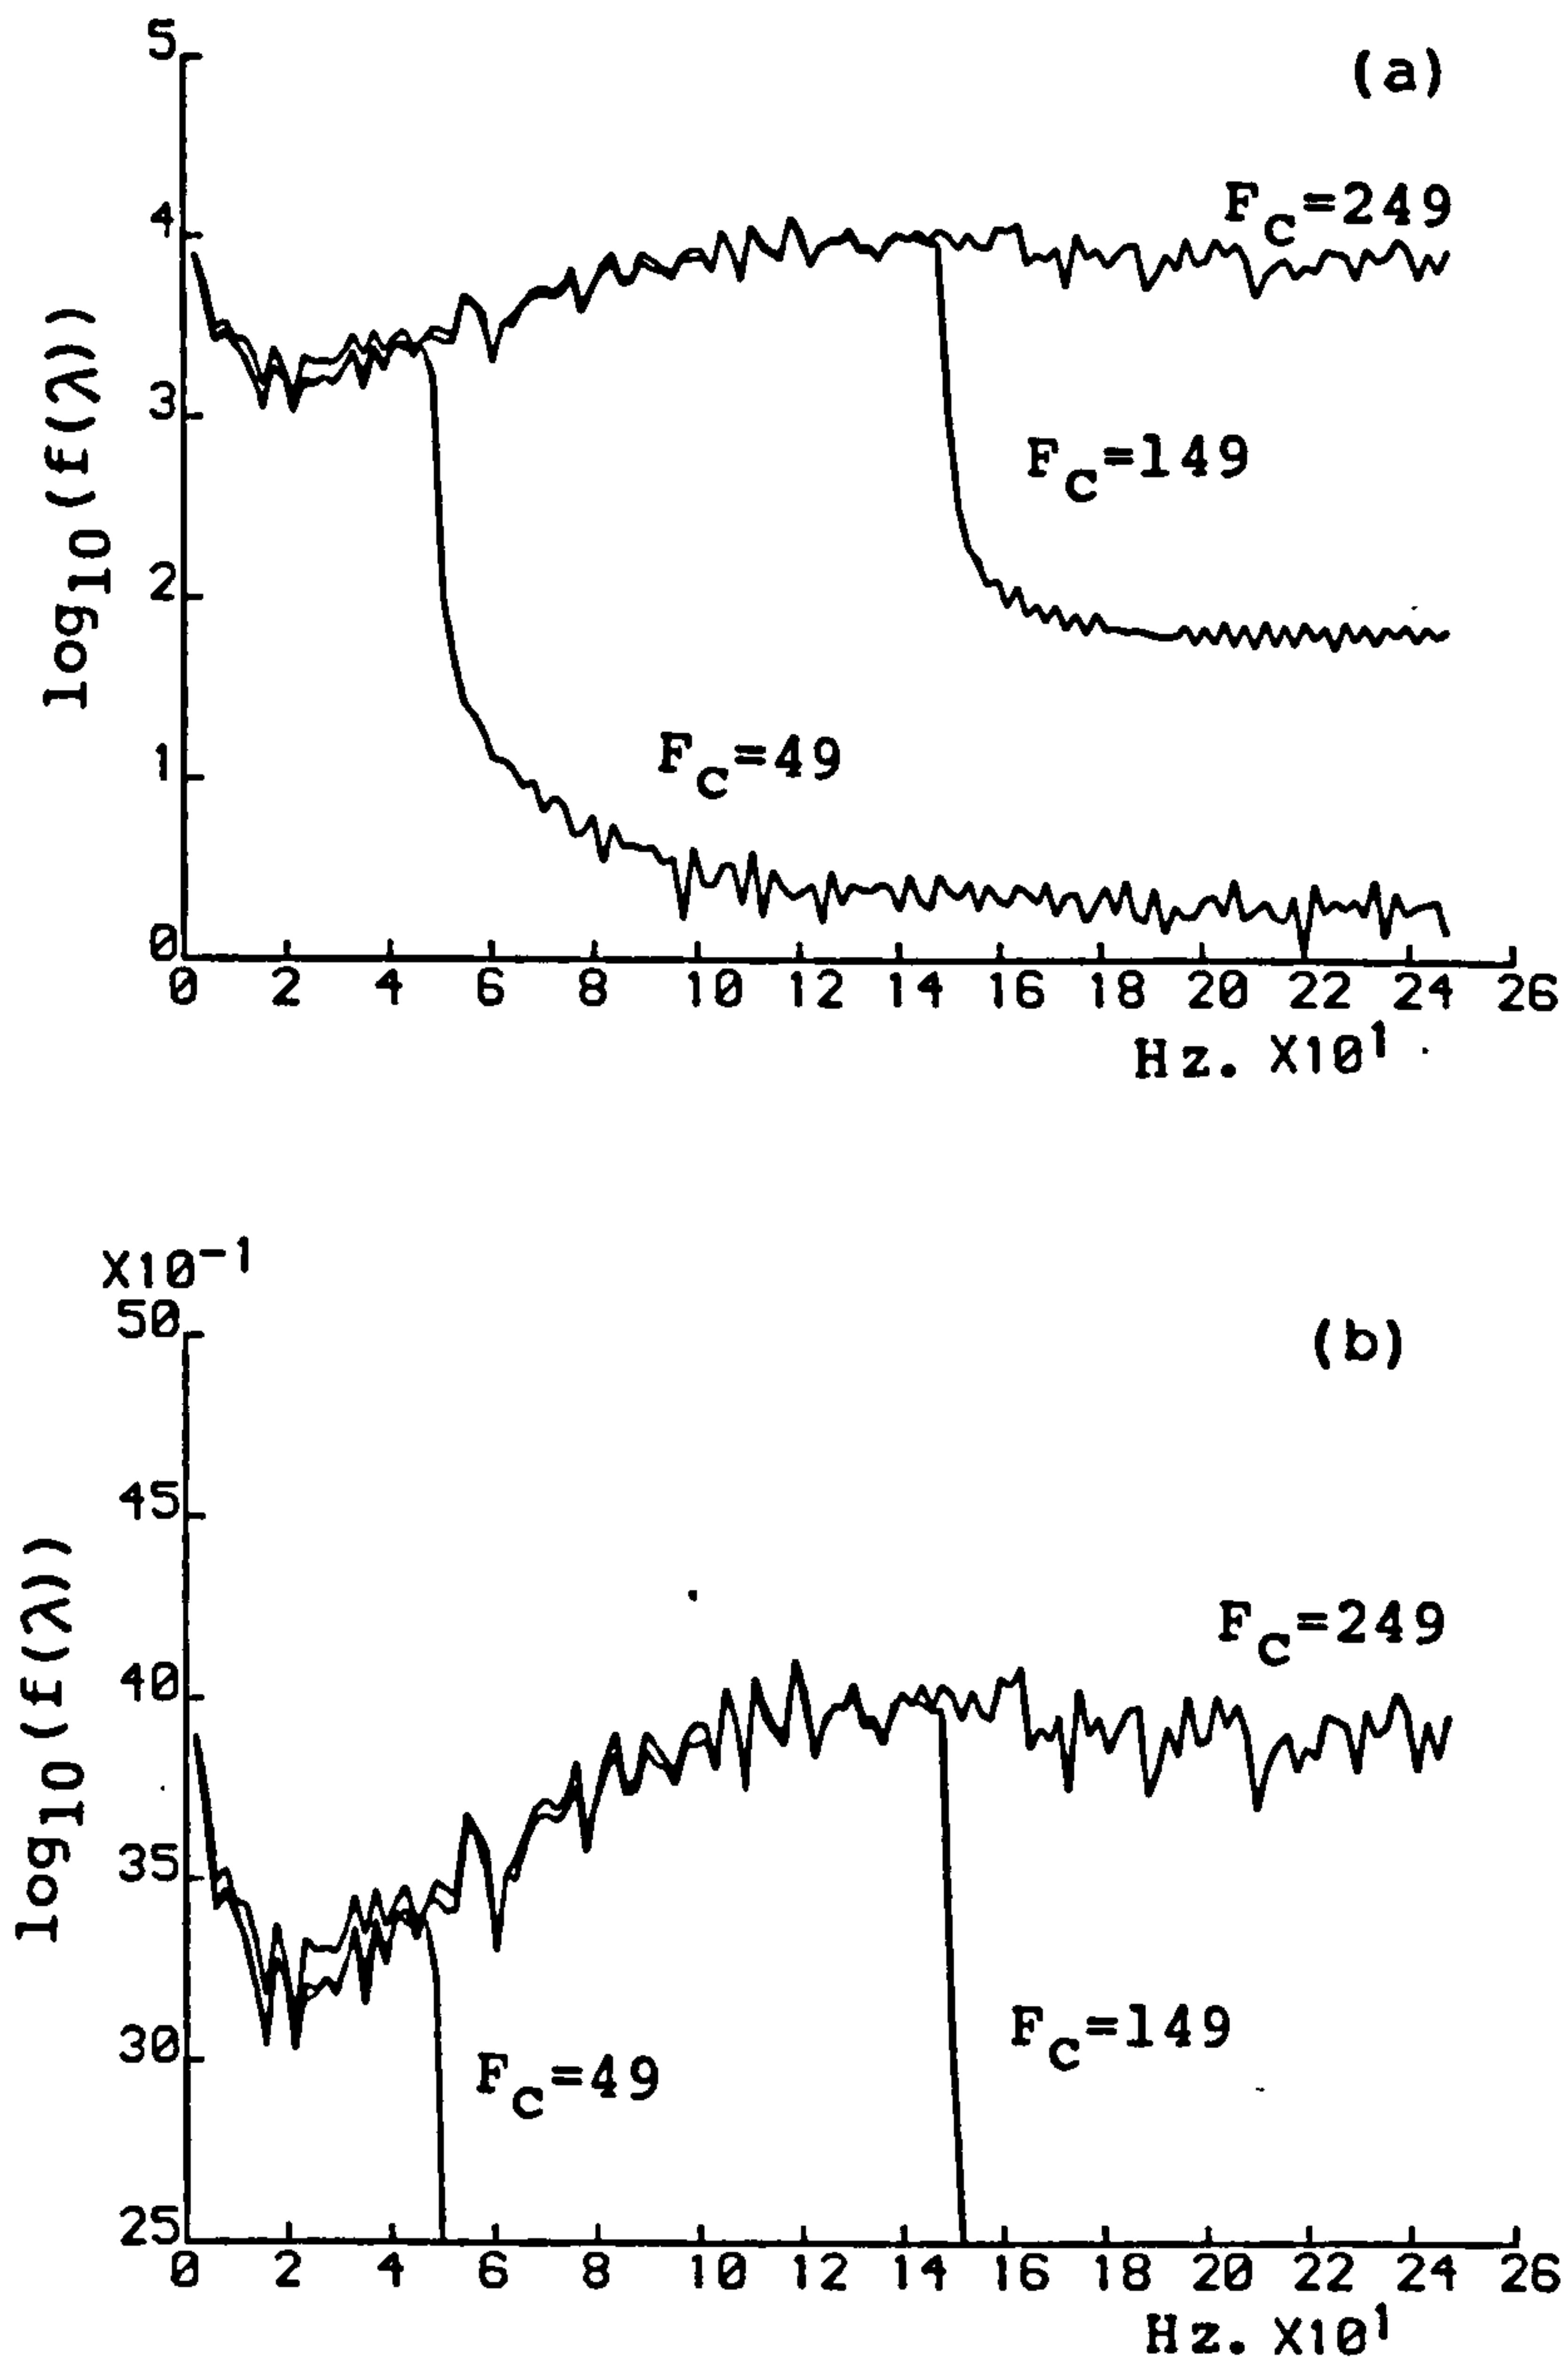 (a)
5
4
3
2
1
0
log10(f(λ))
F_C=249
F_C=149
F_C=49
0 2 4 6 8 10 12 14 16 18 20 22 24 26
Hz. X10^1
X10^-1
(b)
50
45
40
35
30
25
log10(f(λ))
F_C=249
F_C=149
F_C=49
0 2 4 6 8 10 12 14 16 18 20 22 24 26
Hz. X10^1